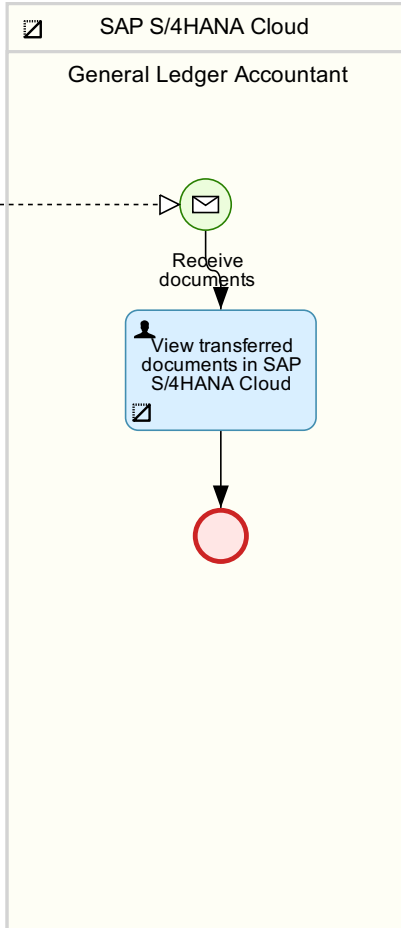 SAP S/4HANA Cloud
General Ledger Accountant
Receive
documents
View transferred
documents in SAP
S/4HANA Cloud